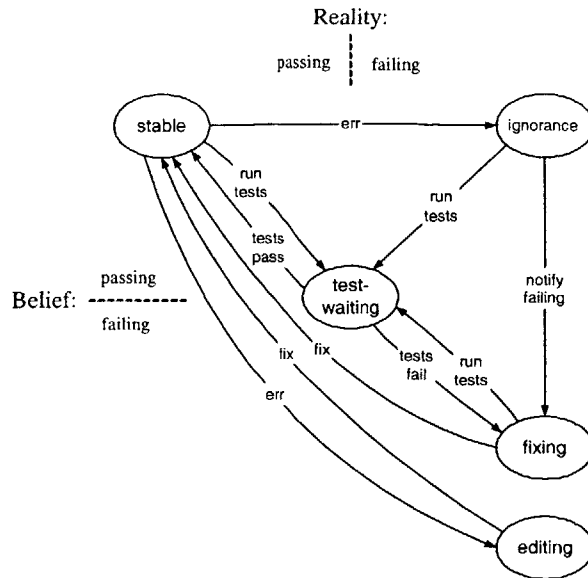 Reality:
passing
failing
stable
err
ignorance
run
tests
run
tests
tests
pass
Belief:
passing
failing
test-
waiting
notify
failing
fix
fix
tests
fail
run
tests
err
fixing
editing